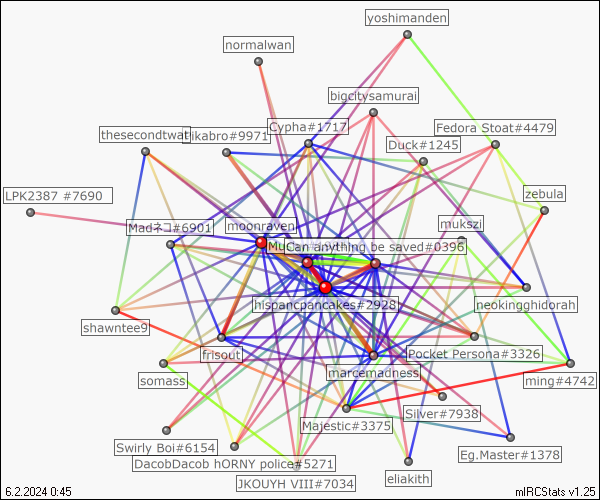 yoshimanden
normalwan
bigcitysamurai
Cypha#1717
Fedora Stoat#4479
thesecondtwat
Hikabro#9971
Duck#1245
LPK2387 #7690
zebula
Madネコ#6901
moonraven
mukszi
Can anything be saved#0396
hispancpancakes#2928
neokingghidorah
shawntee9
frisout
Pocket Persona#3326
somass
marcemadness
ming#4742
Silver#7938
Majestic#3375
Swirly Boi#6154
Eg.Master#1378
DacobDacob hORNY police#5271
eliakith
JKOUYH VIII#7034
6.2.2024 0:45
mIRCStats v1.25